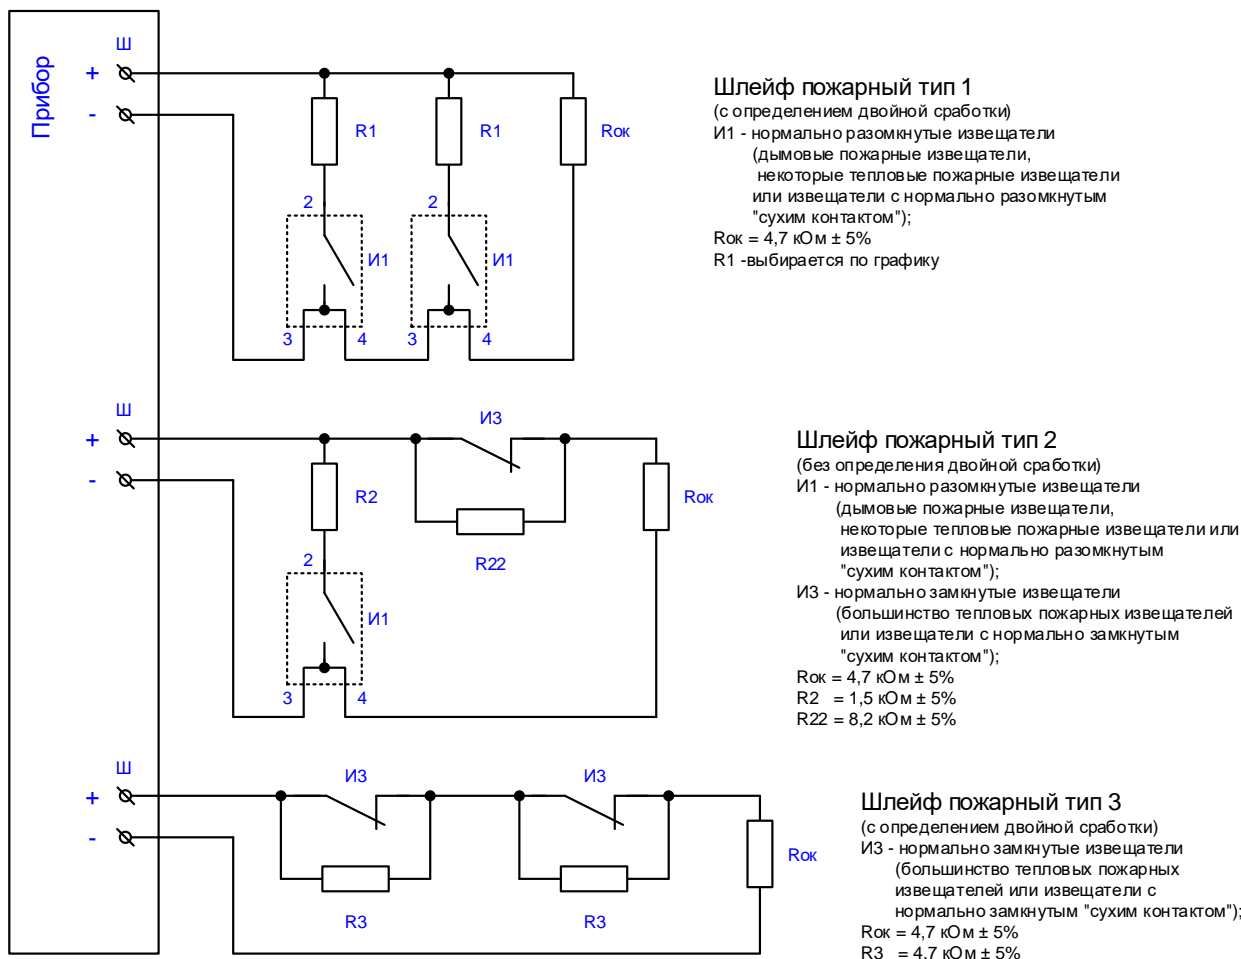 Прибор
Ш
+
-
R1
R1
Rок
2
2
И1
И1
3
4
3
4
Шлейф пожарный тип 1
(с определением двойной сработки)
И1 - нормально разомкнутые извещатели
(дымовые пожарные извещатели,
некоторые тепловые пожарные извещатели
или извещатели с нормально разомкнутым
"сухим контактом");
Rок = 4,7 кОм ± 5%
R1 -выбирается по графику
Ш
+
-
И3
R2
Rок
R22
2
И1
3
4
Шлейф пожарный тип 2
(без определения двойной сработки)
И1 - нормально разомкнутые извещатели
(дымовые пожарные извещатели,
некоторые тепловые пожарные извещатели или
извещатели с нормально разомкнутым
"сухим контактом");
И3 - нормально замкнутые извещатели
(большинство тепловых пожарных извещателей
или извещатели с нормально замкнутым
"сухим контактом");
Rок = 4,7 кОм ± 5%
R2 = 1,5 кОм ± 5%
R22 = 8,2 кОм ± 5%
Ш
+
-
И3
И3
Rок
R3
R3
Шлейф пожарный тип 3
(с определением двойной сработки)
И3 - нормально замкнутые извещатели
(большинство тепловых пожарных
извещателей или извещатели с
нормально замкнутым "сухим контактом");
Rок = 4,7 кОм ± 5%
R3 = 4,7 кОм ± 5%